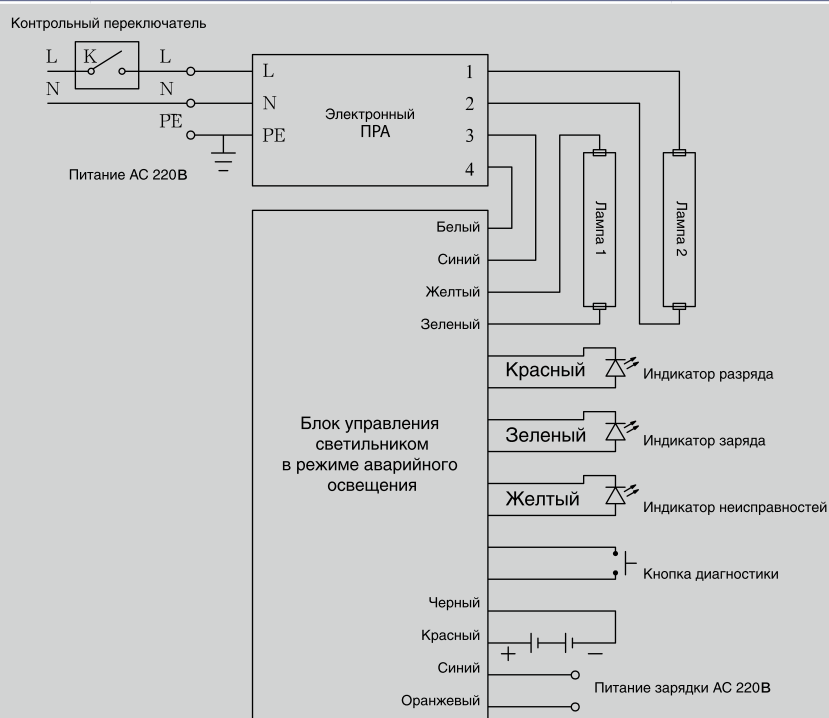 Контрольный переключатель
L K L L 1
N N N 2
PE PE 3
4
Электронный
ПРА
Питание AC 220В
Лампа 1
Лампа 2
Белый
Синий
Желтый
Зеленый
Красный Индикатор разряда
Зеленый Индикатор заряда
Желтый Индикатор неисправностей
Блок управления
светильником
в режиме аварийного
освещения
Кнопка диагностики
Черный
Красный + −
Синий
Оранжевый
Питание зарядки AC 220В